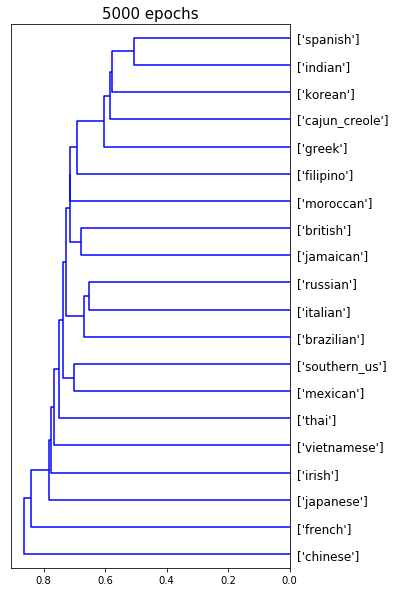 5000 epochs
['spanish']
['indian']
['korean']
['cajun_creole']
['greek']
['filipino']
['moroccan']
['british']
['jamaican']
['russian']
['italian']
['brazilian']
['southern_us']
['mexican']
['thai']
['vietnamese']
['irish']
['japanese']
['french']
['chinese']
0.8 0.6 0.4 0.2 0.0